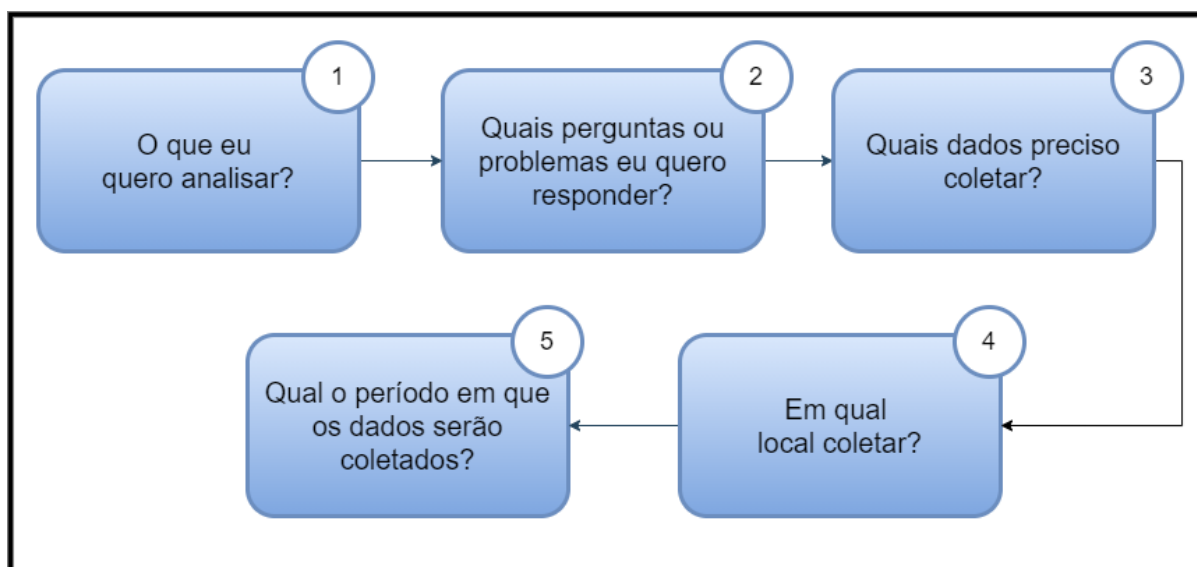 1
O que eu
quero analisar?
2
Quais perguntas ou
problemas eu quero
responder?
3
Quais dados preciso
coletar?
4
Em qual
local coletar?
5
Qual o período em que
os dados serão
coletados?